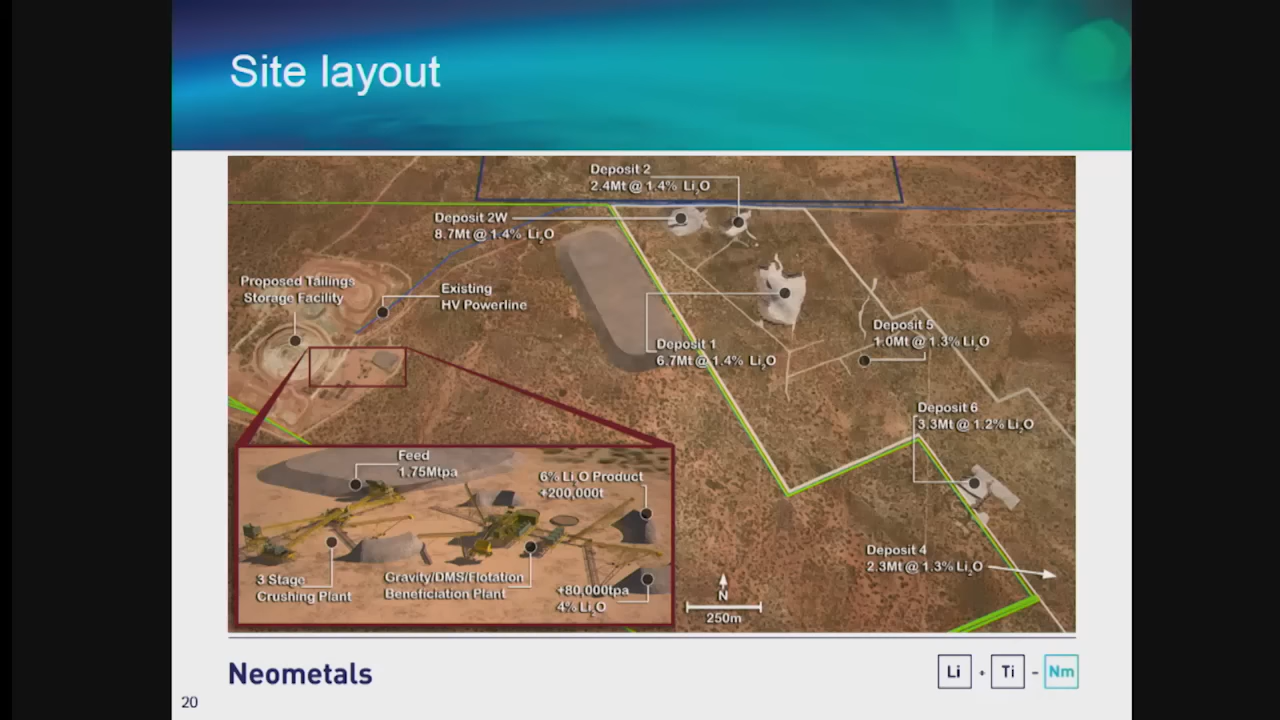 Site layout
Deposit 2
2.4Mt @ 1.4% Li₂O
Deposit 2W
8.7Mt @ 1.4% Li₂O
Proposed Tailings
Storage Facility
Existing
HV Powerline
Deposit 5
1.0Mt @ 1.3% Li₂O
Deposit 1
6.7Mt @ 1.4% Li₂O
Deposit 6
3.3Mt @ 1.2% Li₂O
Feed
1.75Mtpa
6% Li₂O Product
+200,000t
Deposit 4
2.3Mt @ 1.3% Li₂O
3 Stage
Crushing Plant
Gravity/DMS/Flotation
Beneficiation Plant
+80,000tpa
4% Li₂O
N
250m
Neometals
Li + Ti - Nm
20